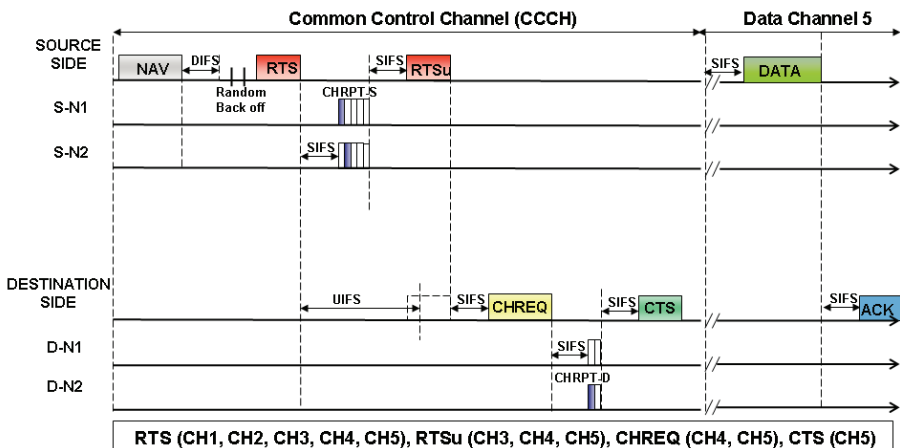 Common Control Channel (CCCH) Data Channel 5
SOURCE
SIDE
NAV DIFS RTS SIFS RTSu SIFS DATA
Random
Back off
S-N1 CHRPT-S
S-N2 SIFS
DESTINATION
SIDE
UIFS SIFS CHREQ SIFS CTS SIFS ACK
D-N1 SIFS
D-N2 CHRPT-D
RTS (CH1, CH2, CH3, CH4, CH5), RTSu (CH3, CH4, CH5), CHREQ (CH4, CH5), CTS (CH5)